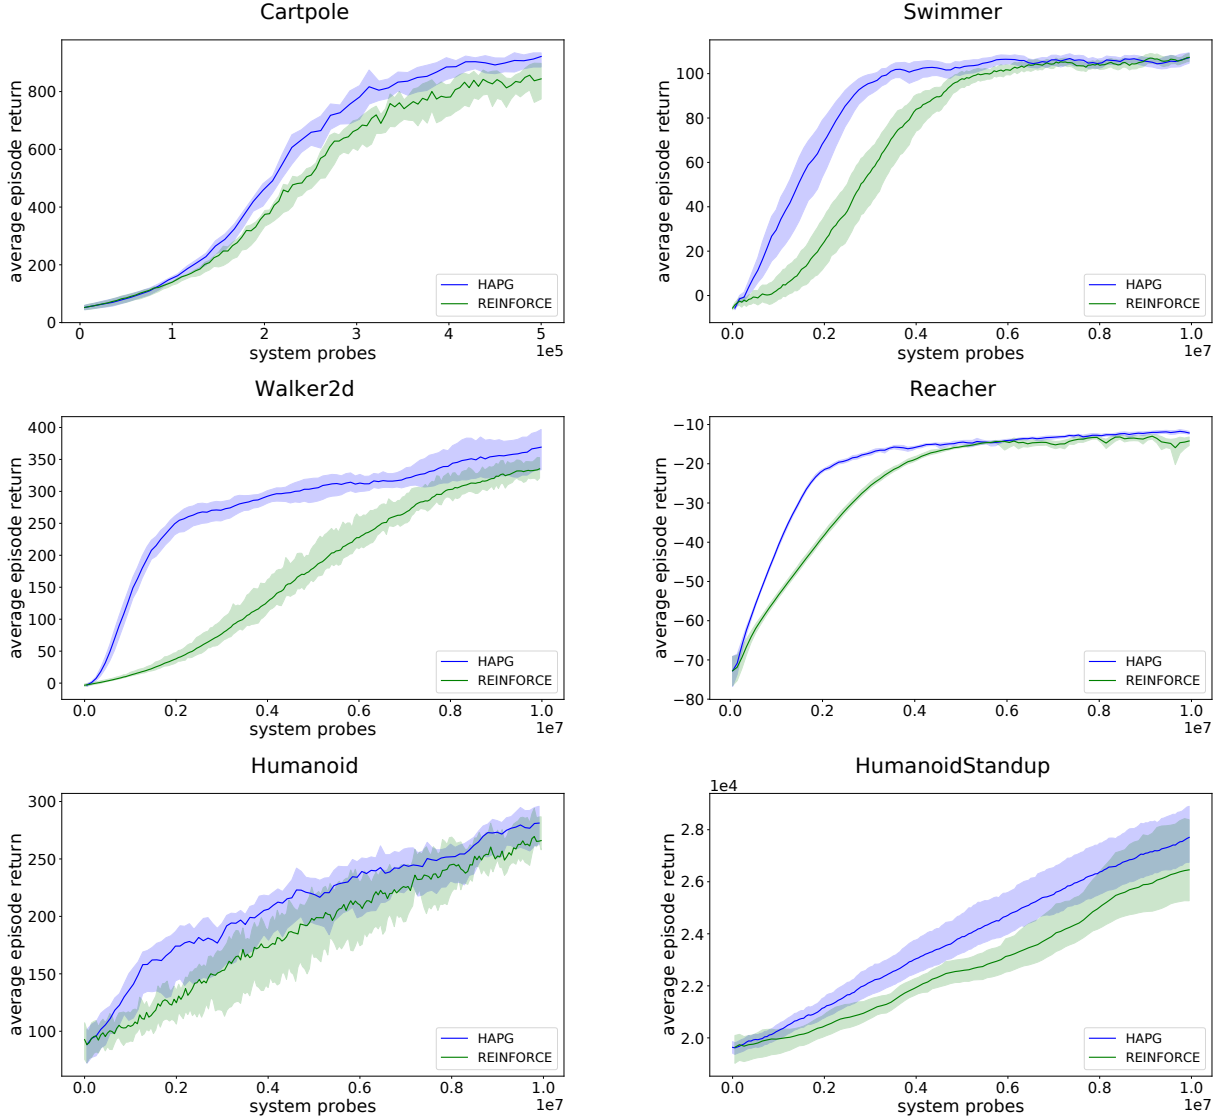 Cartpole
average episode return
800
600
400
200
0
0 1 2 3 4 5
1e5
system probes
HAPG
REINFORCE
Swimmer
average episode return
100
80
60
40
20
0
0.0 0.2 0.4 0.6 0.8 1.0
1e7
system probes
HAPG
REINFORCE
Walker2d
average episode return
400
350
300
250
200
150
100
50
0
0.0 0.2 0.4 0.6 0.8 1.0
1e7
system probes
HAPG
REINFORCE
Reacher
average episode return
−10
−20
−30
−40
−50
−60
−70
−80
0.0 0.2 0.4 0.6 0.8 1.0
1e7
system probes
HAPG
REINFORCE
Humanoid
average episode return
300
250
200
150
100
0.0 0.2 0.4 0.6 0.8 1.0
1e7
system probes
HAPG
REINFORCE
HumanoidStandup
1e4
average episode return
2.8
2.6
2.4
2.2
2.0
0.0 0.2 0.4 0.6 0.8 1.0
1e7
system probes
HAPG
REINFORCE